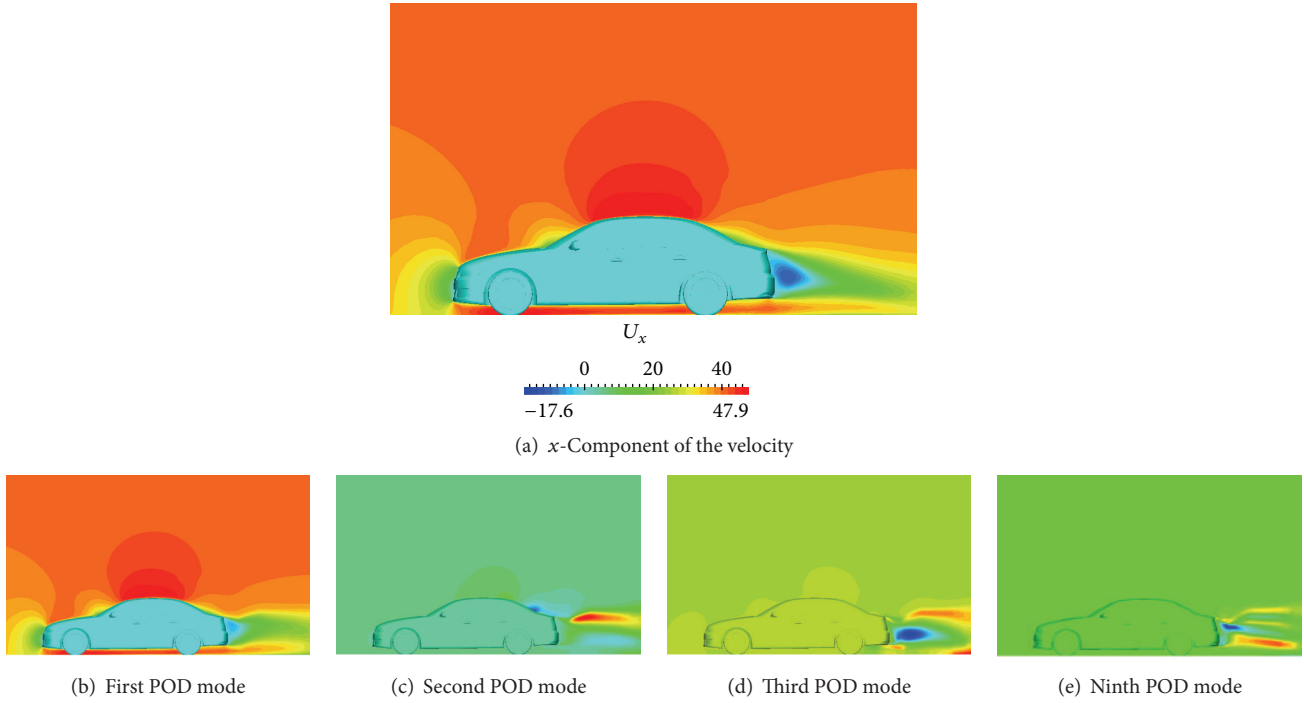 Uₓ
0 20 40
−17.6 47.9
(a) x-Component of the velocity
(b) First POD mode
(c) Second POD mode
(d) Third POD mode
(e) Ninth POD mode